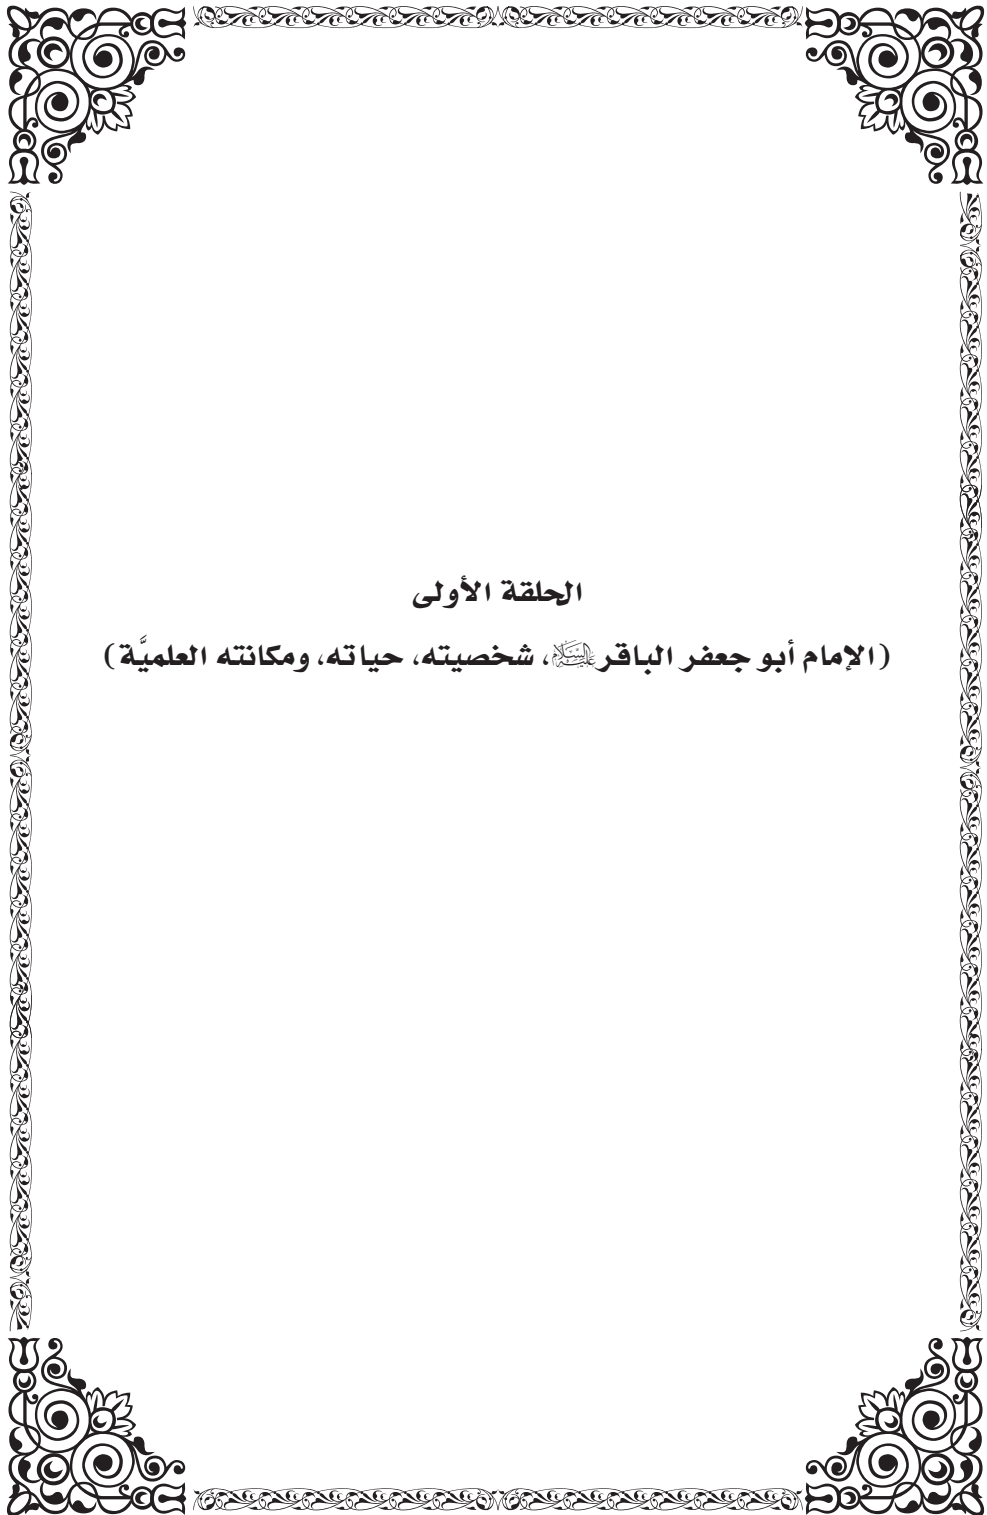 الحلقة الأولى
(الإمام أبو جعفر الباقر عليه السلام، شخصيته، حياته، ومكانته العلميَّة)